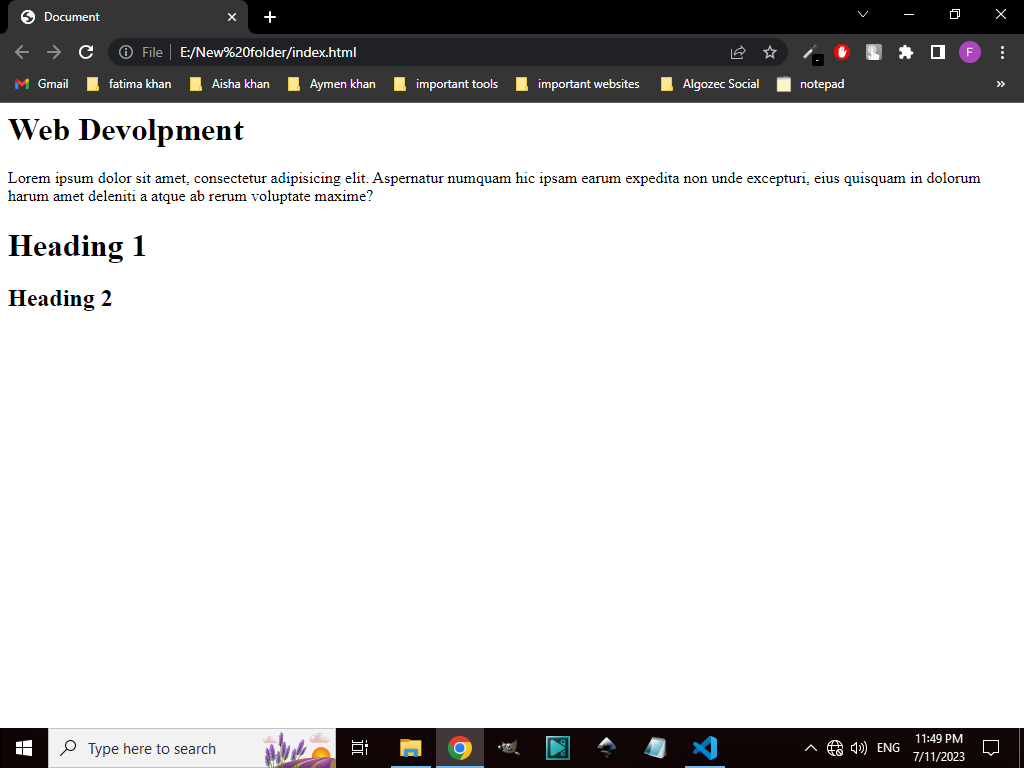 Document
File
E:/New%20folder/index.html
F
Gmail fatima khan Aisha khan Aymen khan important tools important websites Algozec Social notepad »
Web Devolpment
Lorem ipsum dolor sit amet, consectetur adipisicing elit. Aspernatur numquam hic ipsam earum expedita non unde excepturi, eius quisquam in dolorum
harum amet deleniti a atque ab rerum voluptate maxime?
Heading 1
Heading 2
Type here to search
ENG
11:49 PM
7/11/2023